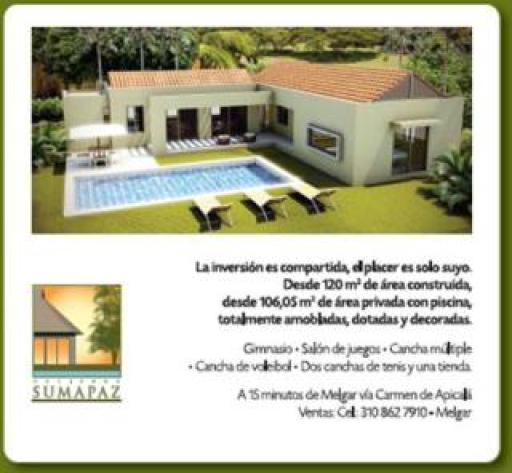 La inversión es compartida, el placer es solo suyo.
Desde 120 m² de área construida,
desde 106,05 m² de área privada con piscina,
totalmente amobladas, dotadas y decoradas.
Gimnasio • Salón de juegos • Cancha múltiple
• Cancha de voleibol • Dos canchas de tenis y una tienda.
A 15 minutos de Melgar vía Carmen de Apicalá
Ventas: Cel: 310 862 7910 • Melgar
SUMAPAZ